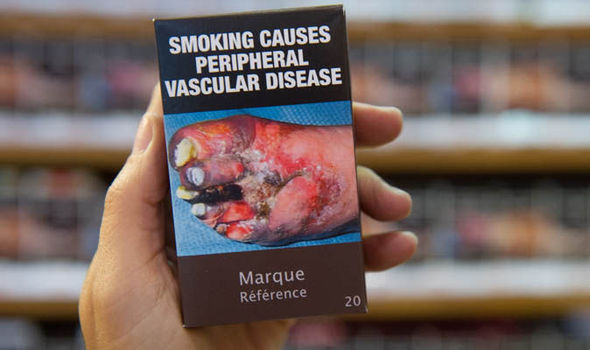 SMOKING CAUSES
PERIPHERAL
VASCULAR DISEASE
Marque
Référence
20